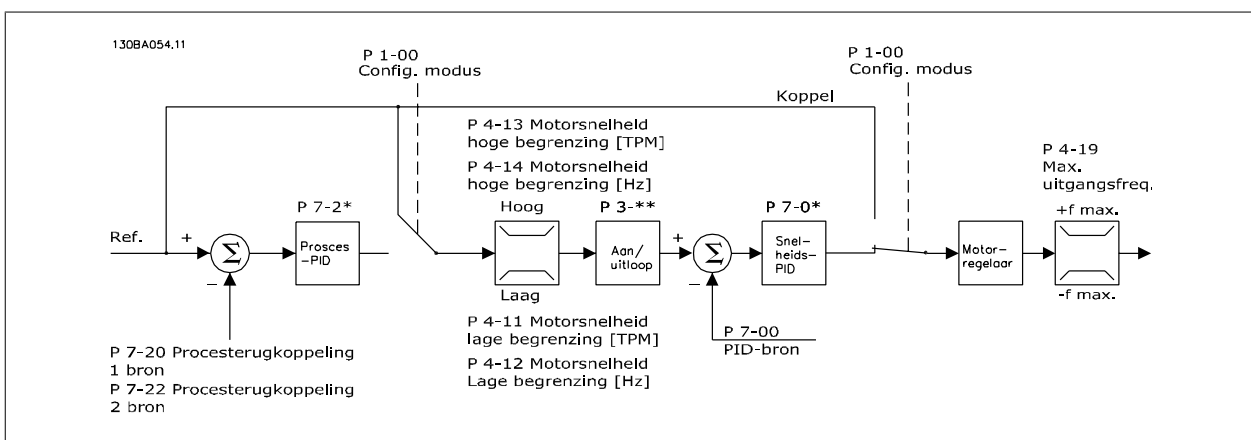 130BA054.11
P 1-00
Config. modus
P 1-00
Config. modus
Koppel
P 4-13 Motorsnelheid
hoge begrenzing [TPM]
P 4-14 Motorsnelheid
hoge begrenzing [Hz]
P 4-19
Max.
uitgangsfreq.
P 7-2*
Hoog
P 3-**
P 7-0*
+f max.
Ref.
+
Σ
−
Prosces
-PID
Aan/
uitloop
+
Σ
−
Snel-
heids-
PID
Motor-
regelaar
Laag
-f max.
P 4-11 Motorsnelheid
lage begrenzing [TPM]
P 4-12 Motorsnelheid
Lage begrenzing [Hz]
P 7-00
PID-bron
P 7-20 Procesterugkoppeling
1 bron
P 7-22 Procesterugkoppeling
2 bron